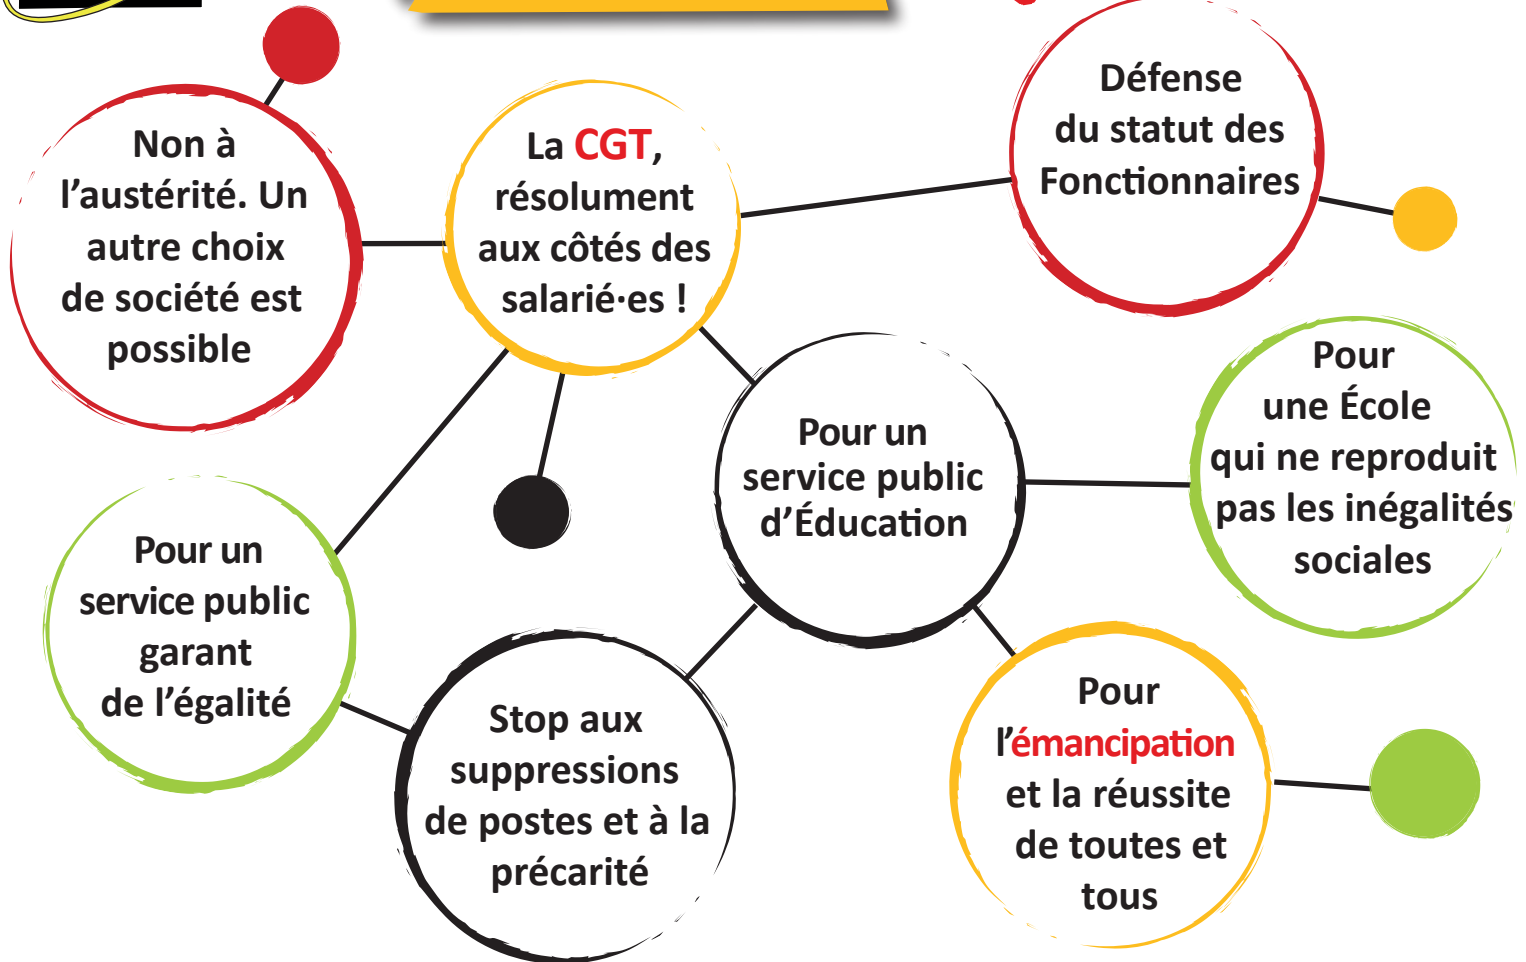 Non à
l'austérité. Un
autre choix
de société est
possible
La CGT,
résolument
aux côtés des
salarié·es !
Défense
du statut des
Fonctionnaires
Pour un
service public
d'Éducation
Pour
une École
qui ne reproduit
pas les inégalités
sociales
Pour un
service public
garant
de l'égalité
Stop aux
suppressions
de postes et à la
précarité
Pour
l'émancipation
et la réussite
de toutes et
tous